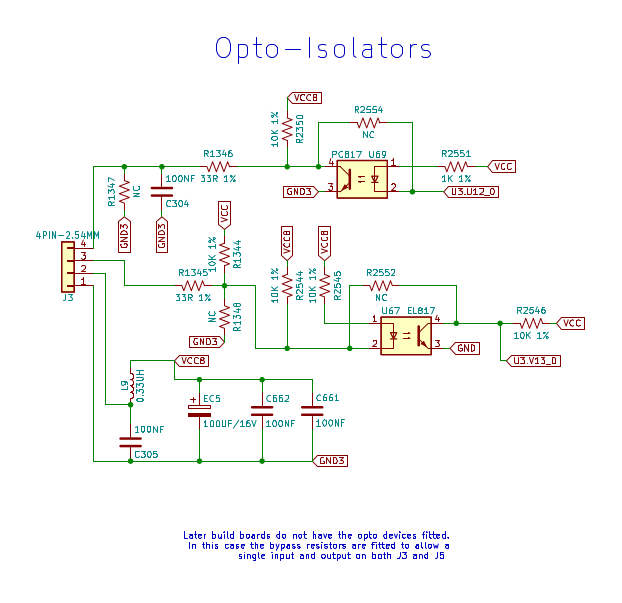 Opto-Isolators
VCC8
R2554
NC
10K 1%
R2350
PC817 U69
R1346
33R 1%
4
3
1
2
R2551
1K 1%
VCC
GND3
U3.U12_O
R1347
NC
100NF
C304
GND3
GND3
VCC
4PIN-2.54MM
4
3
2
1
J3
10K 1%
R1344
R1345
33R 1%
NC
R1348
GND3
VCC8
VCC8
10K 1%
R2544
10K 1%
R2545
R2552
NC
U67 EL817
1
2
4
3
R2546
10K 1%
VCC
GND
U3.V13_O
VCC8
L9
0.33UH
EC5
100UF/16V
C662
100NF
C661
100NF
100NF
C305
GND3
Later build boards do not have the opto devices fitted.
In this case the bypass resistors are fitted to allow a
single input and output on both J3 and J5